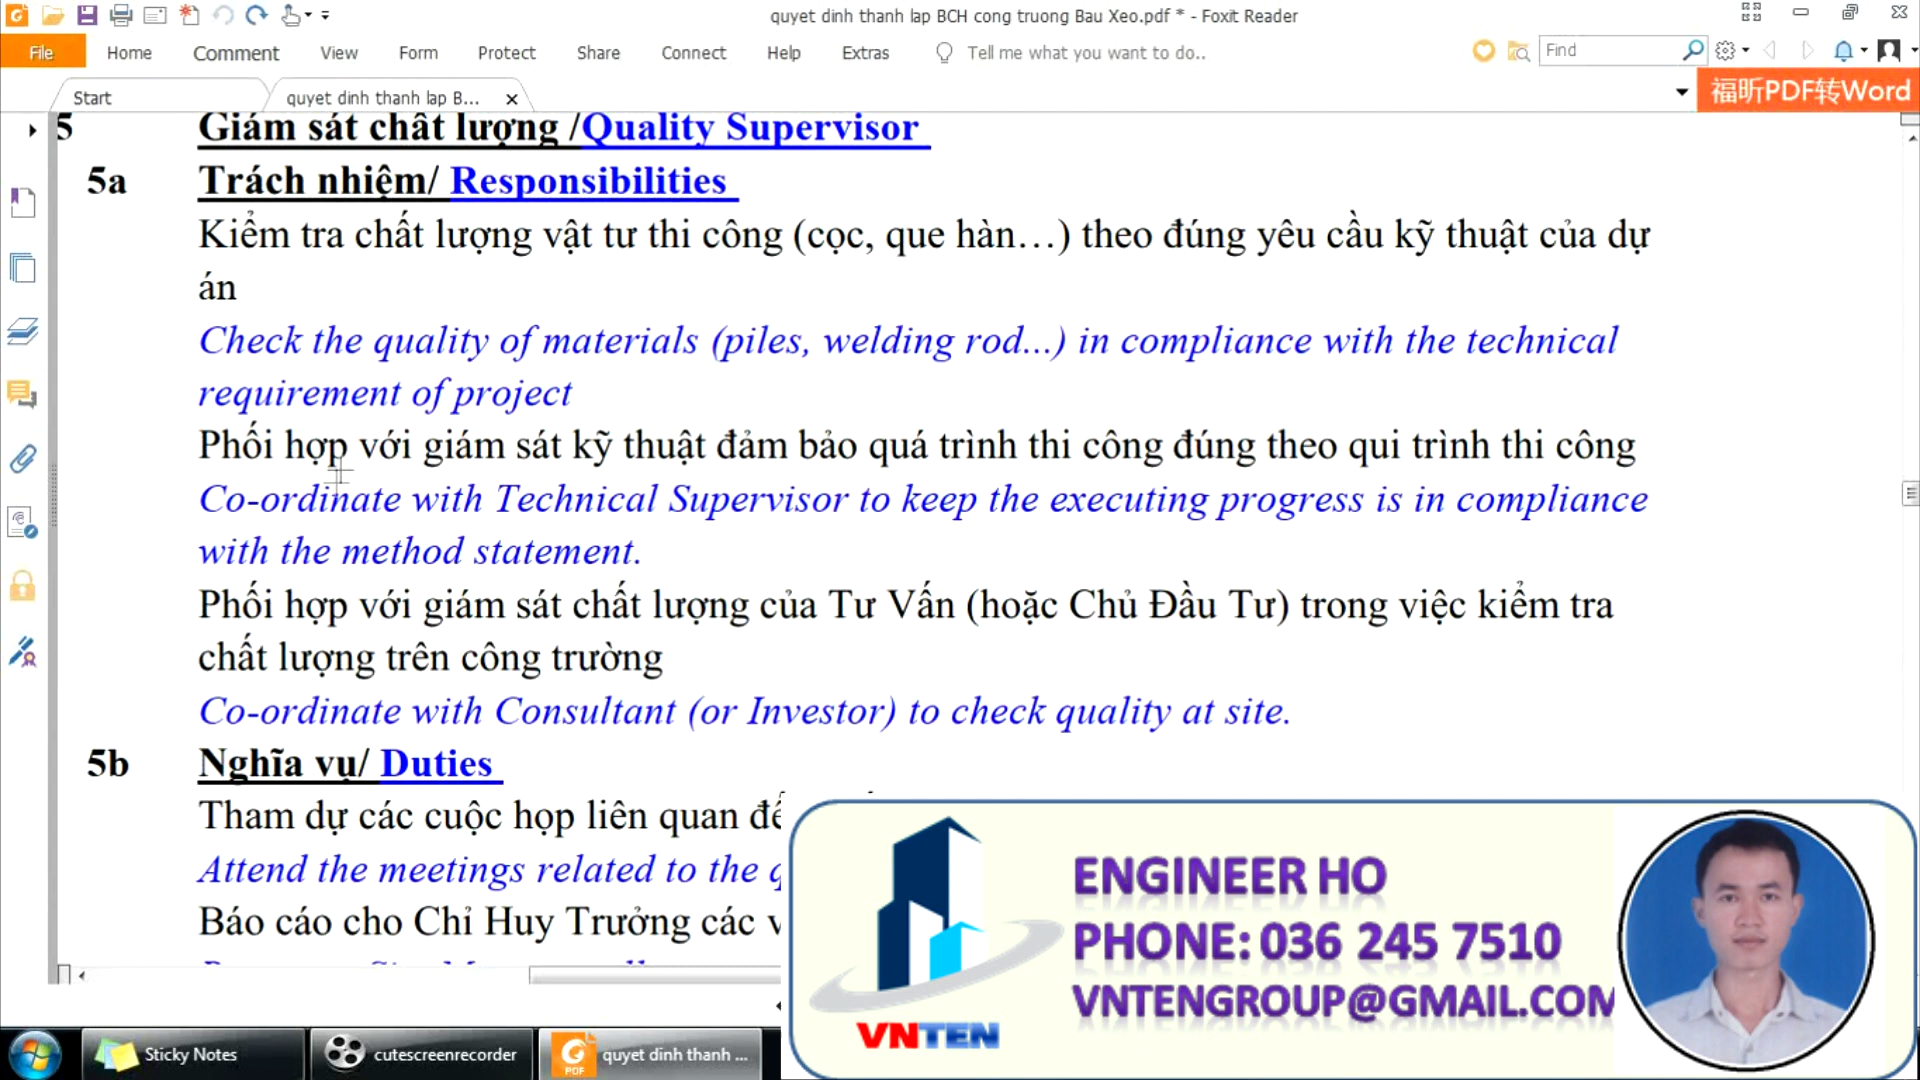 quyet dinh thanh lap BCH cong truong Bau Xeo.pdf * - Foxit Reader
File Home Comment View Form Protect Share Connect Help Extras Tell me what you want to do.. Find
Start quyet dinh thanh lap B... 福昕PDF转Word
5 Giám sát chất lượng /Quality Supervisor
5a Trách nhiệm/ Responsibilities
Kiểm tra chất lượng vật tư thi công (cọc, que hàn…) theo đúng yêu cầu kỹ thuật của dự
án
Check the quality of materials (piles, welding rod...) in compliance with the technical
requirement of project
Phối hợp với giám sát kỹ thuật đảm bảo quá trình thi công đúng theo qui trình thi công
Co-ordinate with Technical Supervisor to keep the executing progress is in compliance
with the method statement.
Phối hợp với giám sát chất lượng của Tư Vấn (hoặc Chủ Đầu Tư) trong việc kiểm tra
chất lượng trên công trường
Co-ordinate with Consultant (or Investor) to check quality at site.
5b Nghĩa vụ/ Duties
Tham dự các cuộc họp liên quan
Attend the meetings related to the
Báo cáo cho Chỉ Huy Trưởng các
ENGINEER HO
PHONE: 036 245 7510
VNTENGROUP@GMAIL.COM
VNTEN
Sticky Notes cutescreenrecorder PDF quyet dinh thanh ...